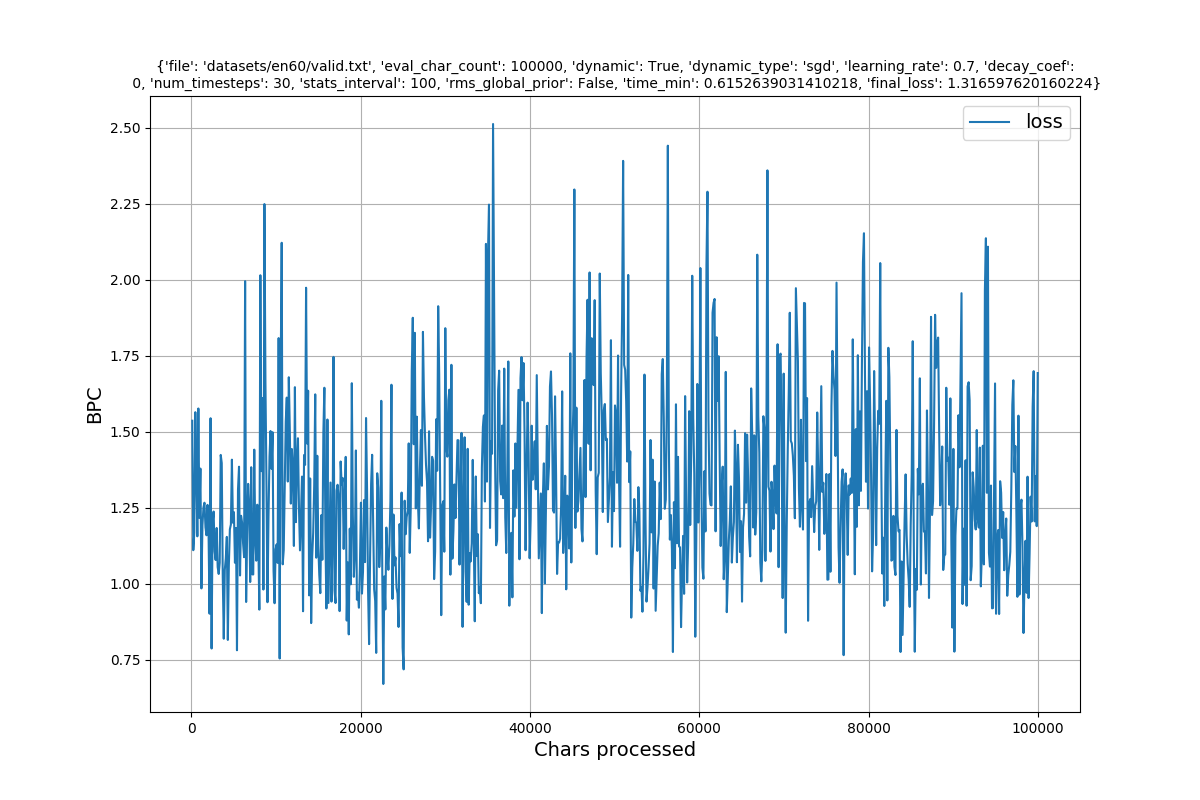 {'file': 'datasets/en60/valid.txt', 'eval_char_count': 100000, 'dynamic': True, 'dynamic_type': 'sgd', 'learning_rate': 0.7, 'decay_coef':
0, 'num_timesteps': 30, 'stats_interval': 100, 'rms_global_prior': False, 'time_min': 0.6152639031410218, 'final_loss': 1.316597620160224}
loss
2.50
2.25
2.00
1.75
1.50
1.25
1.00
0.75
BPC
0 20000 40000 60000 80000 100000
Chars processed